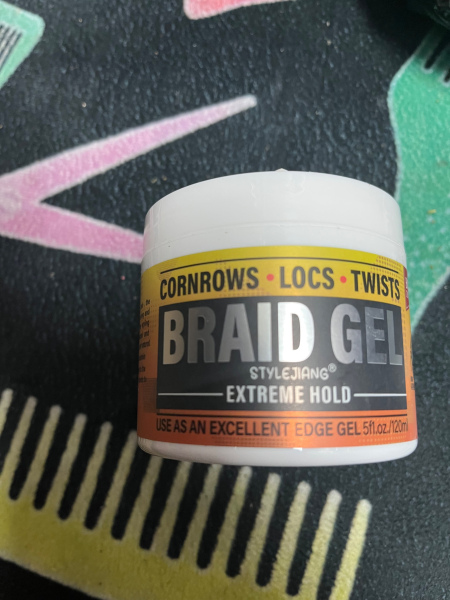 CORNROWS • LOCS • TWISTS
BRAID GEL
STYLEJIANG®
EXTREME HOLD
USE AS AN EXCELLENT EDGE GEL 5fl.oz./120ml